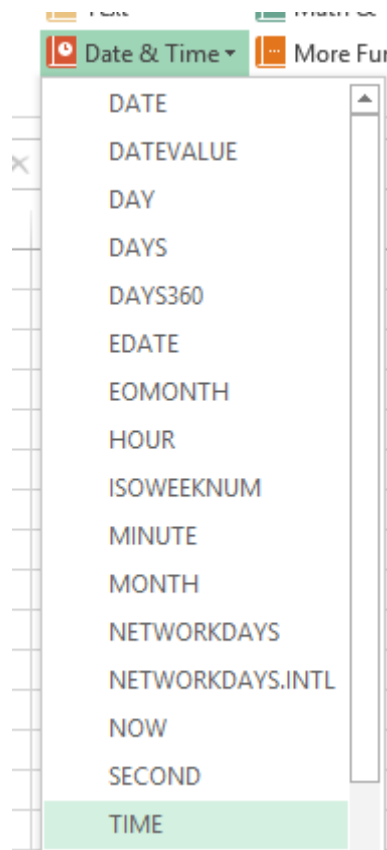 Date & Time More Fun
DATE
DATEVALUE
DAY
DAYS
DAYS360
EDATE
EOMONTH
HOUR
ISOWEEKNUM
MINUTE
MONTH
NETWORKDAYS
NETWORKDAYS.INTL
NOW
SECOND
TIME